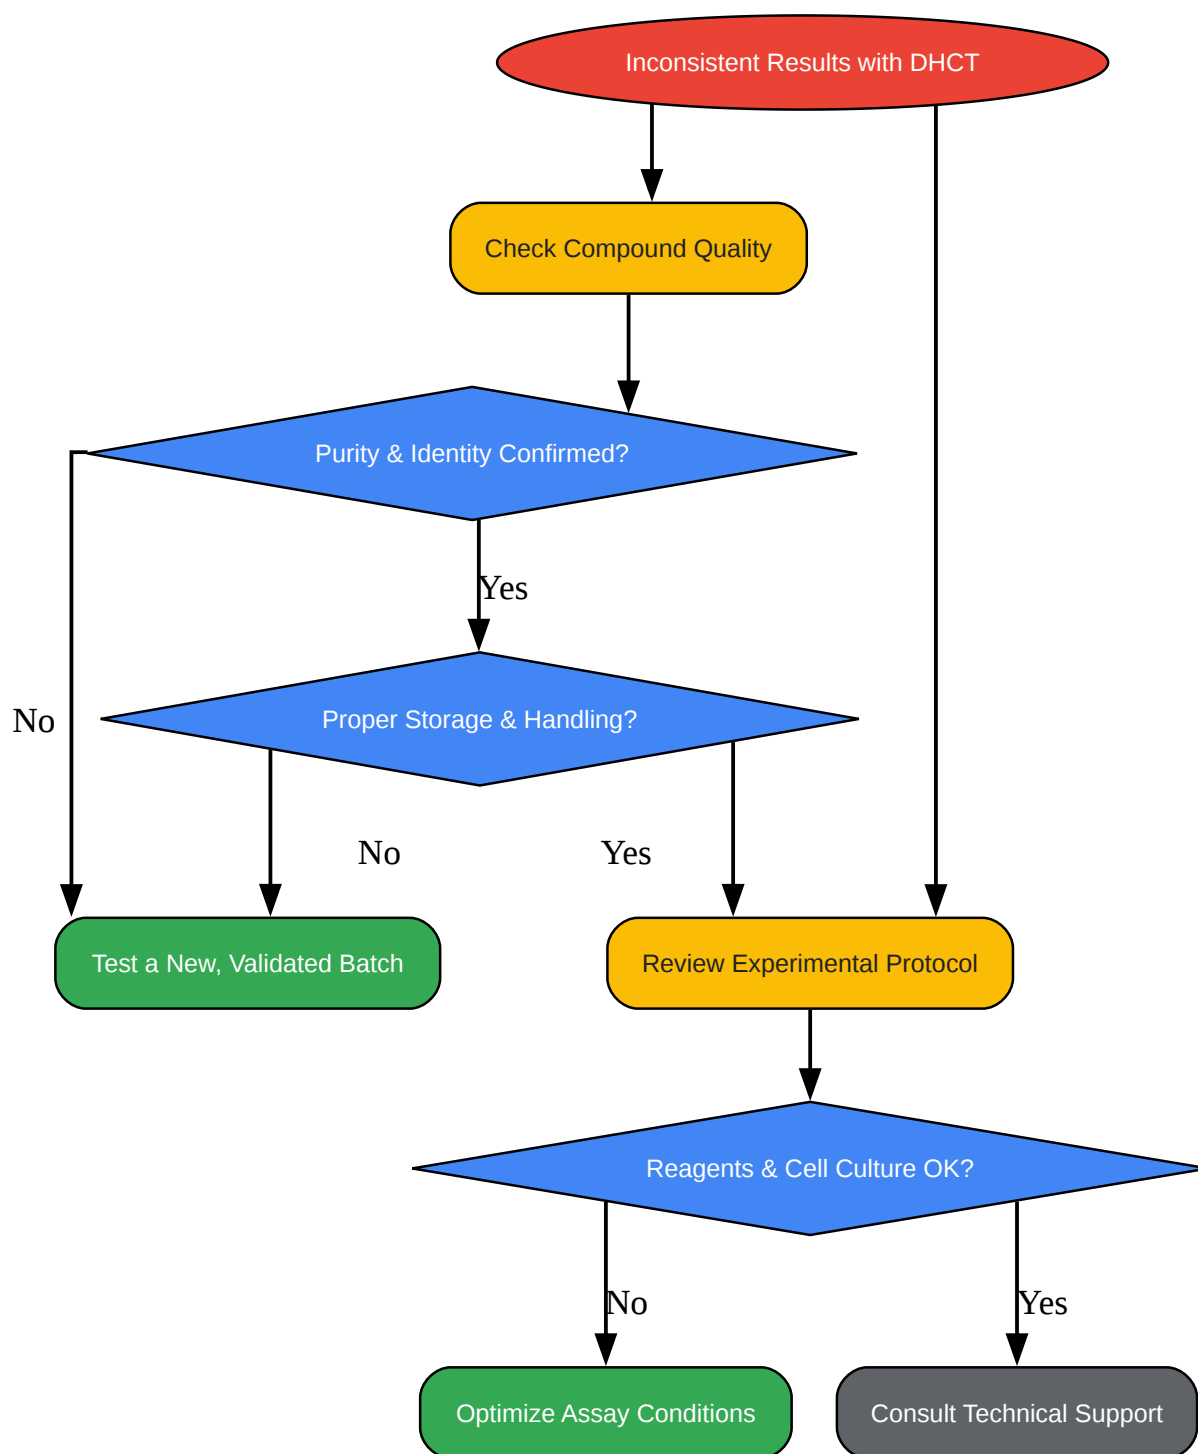 Inconsistent Results with DHCT
Check Compound Quality
Purity & Identity Confirmed?
Yes
No
Proper Storage & Handling?
No
Yes
Test a New, Validated Batch
Review Experimental Protocol
Reagents & Cell Culture OK?
No
Yes
Optimize Assay Conditions
Consult Technical Support